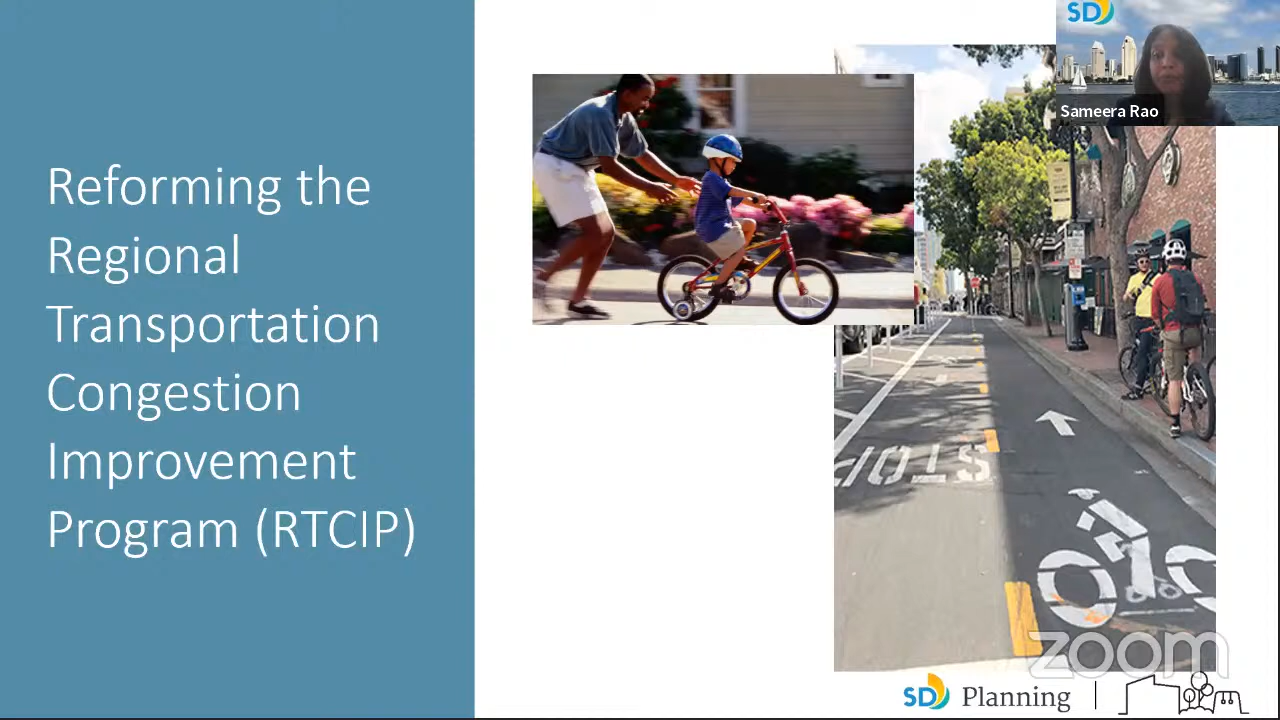 Reforming the
Regional
Transportation
Congestion
Improvement
Program (RTCIP)
SD
Sameera Rao
STOP
zoom
SD Planning